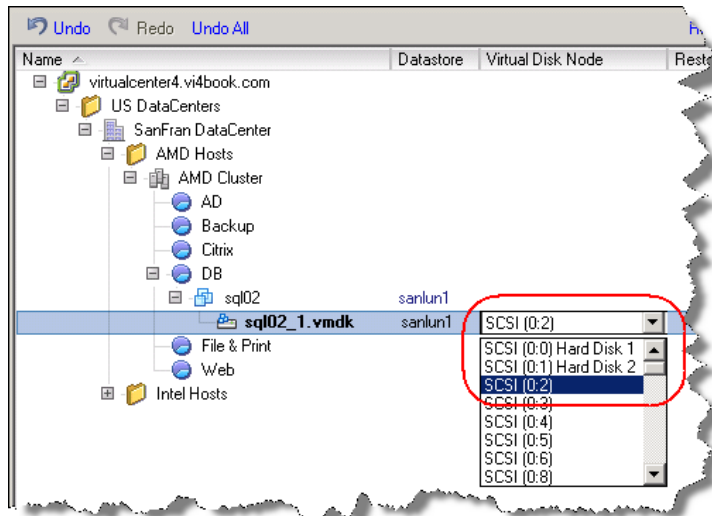 Undo Redo Undo All
Name Datastore Virtual Disk Node Resto
virtualcenter4.vi4book.com
US DataCenters
SanFran DataCenter
AMD Hosts
AMD Cluster
AD
Backup
Citrix
DB
sql02 sanlun1
sql02_1.vmdk sanlun1 SCSI (0:2)
File & Print SCSI (0:0) Hard Disk 1
Web SCSI (0:1) Hard Disk 2
Intel Hosts SCSI (0:2)
SCSI (0:3)
SCSI (0:4)
SCSI (0:5)
SCSI (0:6)
SCSI (0:8)